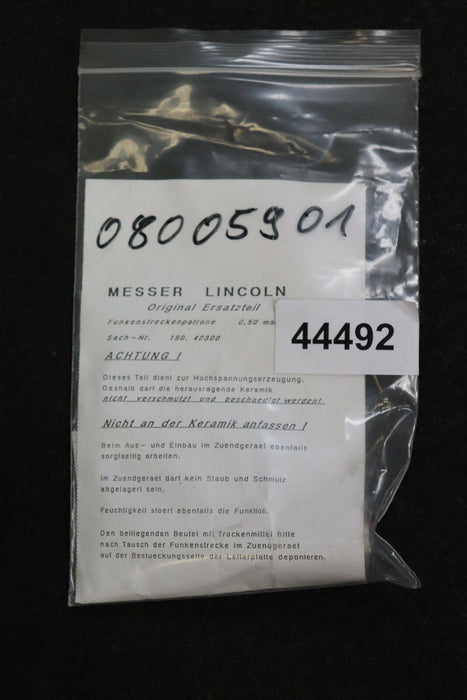 08005901
MESSER LINCOLN
Original Ersatzteil
Funkenstreckenpatrone 0,50 mm
Sach-Nr. 190. 42300
44492
ACHTUNG !
Dieses Teil dient zur Hochspannungserzeugung.
Deshalb darf die herausragende Keramik
nicht verschmutzt und beschaedigt werden!
Nicht an der Keramik anfassen !
Beim Aus- und Einbau im Zuendgeraet ebenfalls
sorgfaellig arbeiten.
Im Zuendgeraet darf kein Staub und Schmutz
abgelagert sein.
Feuchtigkeit stoert ebenfalls die Funktion.
Den beiliegenden Beutel mit Trockenmittel bitte
nach Tausch der Funkenstrecke im Zuendgeraet
auf der Bestueckungsseite der Leiterplatte deponieren.